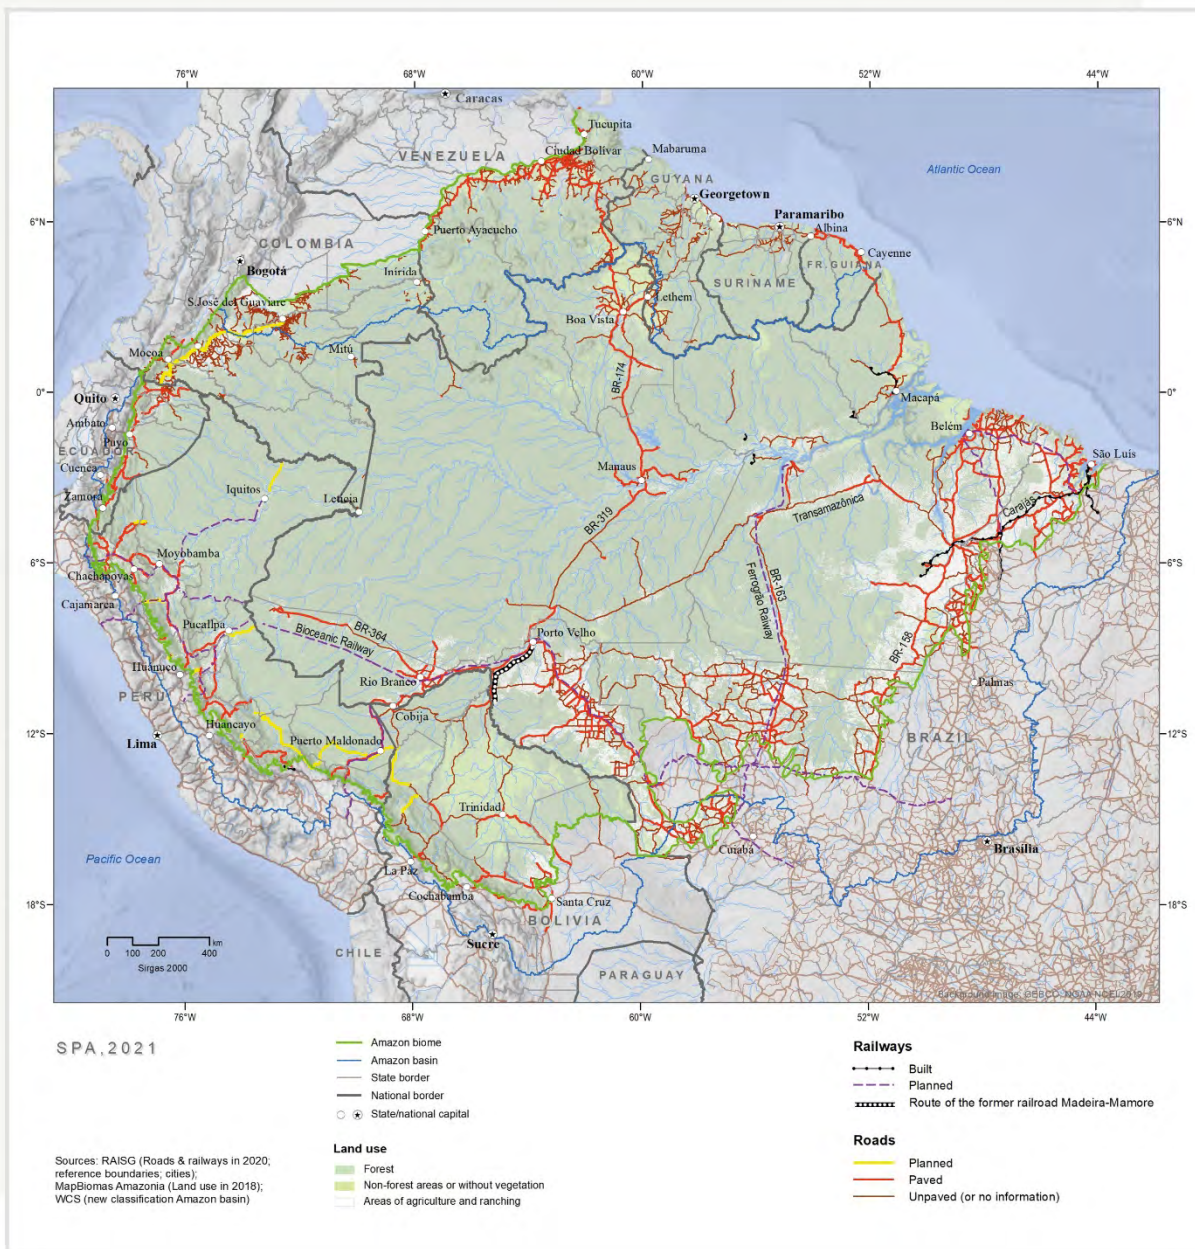 76°W
68°W
60°W
52°W
44°W
Caracas
Tucupita
Ciudad Bolívar
Mabaruma
VENEZUELA
GUYANA
Georgetown
Atlantic Ocean
Paramaribo
Albina
6°N
6°N
Puerto Ayacucho
COLOMBIA
Cayenne
Bogotá
Inírida
FR. GUIANA
SURINAME
S.José del Guaviare
Lethem
Boa Vista
Mocoa
Mitú
BR-174
Quito
0°
0°
Macapá
Ambato
Belém
Puyo
ECUADOR
São Luís
Cuenca
Manaus
Iquitos
Leticia
Zamora
Carajás
Transamazônica
BR-319
Moyobamba
6°S
6°S
Chachapoyas
BR-163
Ferrogrão Railway
Cajamarca
Pucallpa
BR-364
Bioceanic Railway
Porto Velho
BR-158
Huánuco
Rio Branco
Palmas
PERU
Cobija
Huancayo
Lima
Puerto Maldonado
12°S
12°S
BRAZIL
Trinidad
Cuiabá
Brasília
Pacific Ocean
La Paz
Cochabamba
Santa Cruz
18°S
18°S
BOLIVIA
Sucre
CHILE
PARAGUAY
0 100 200 400 km
Sirgas 2000
76°W
68°W
60°W
52°W
44°W
SPA,2021
Amazon biome
Amazon basin
State border
National border
State/national capital
Land use
Forest
Non-forest areas or without vegetation
Areas of agriculture and ranching
Railways
Built
Planned
Route of the former railroad Madeira-Mamore
Roads
Planned
Paved
Unpaved (or no information)
Sources: RAISG (Roads & railways in 2020;
reference boundaries; cities);
MapBiomas Amazonia (Land use in 2018);
WCS (new classification Amazon basin)